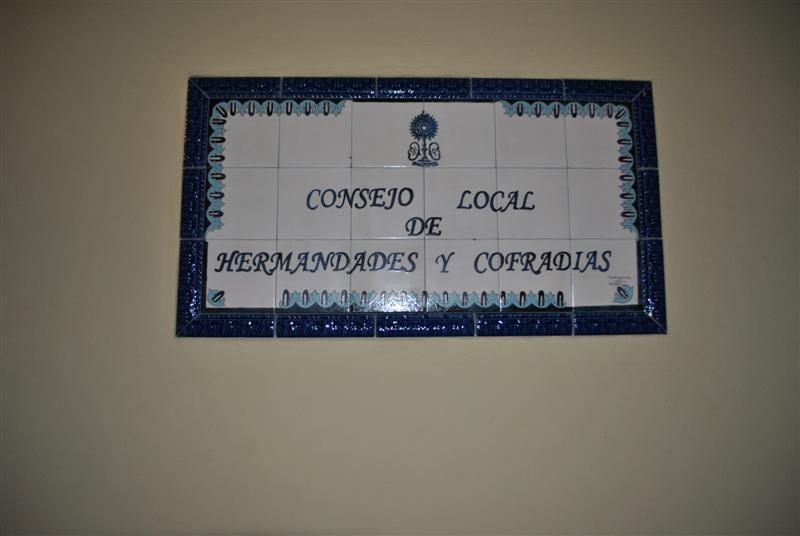 CONSEJO LOCAL
DE
HERMANDADES Y COFRADIAS